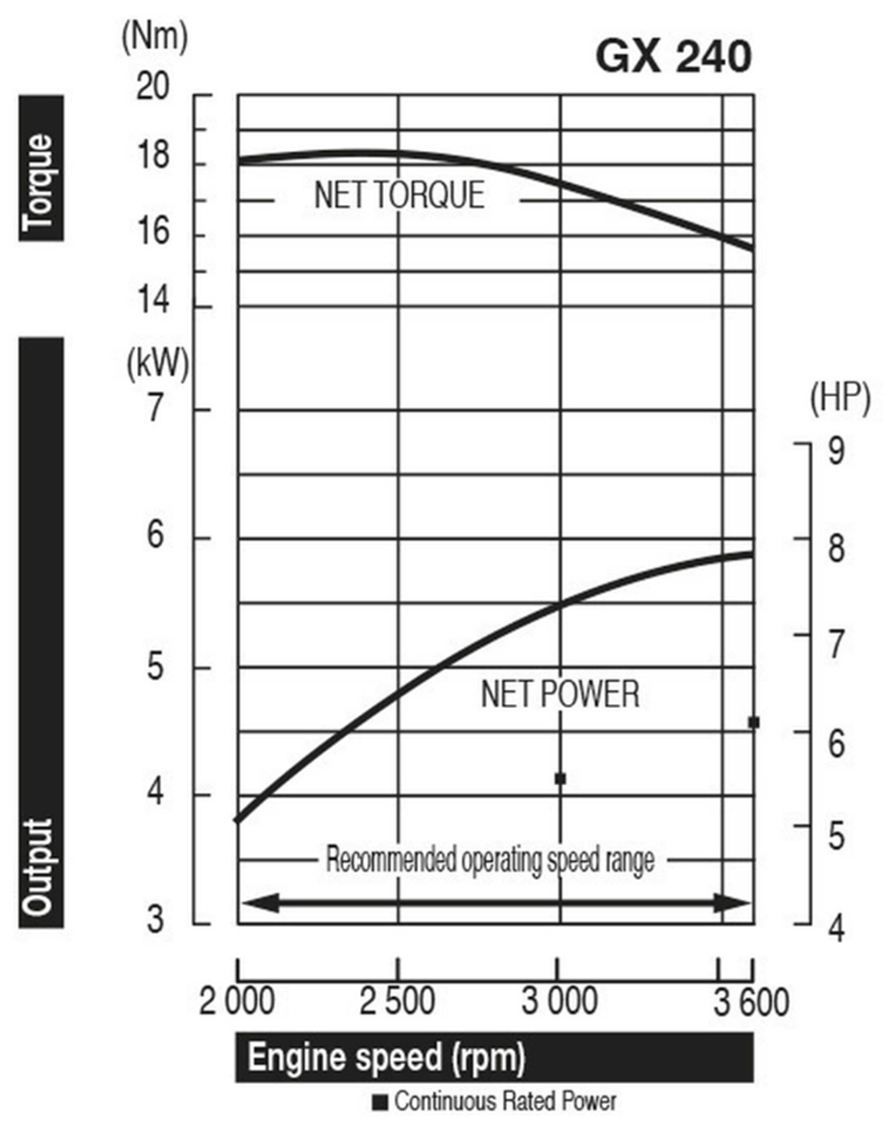 (Nm)
GX 240
20
18
16
14
Torque
NET TORQUE
(kW)
7
6
5
4
3
Output
(HP)
9
8
7
6
5
4
NET POWER
Recommended operating speed range
2 000 2 500 3 000 3 600
Engine speed (rpm)
■ Continuous Rated Power